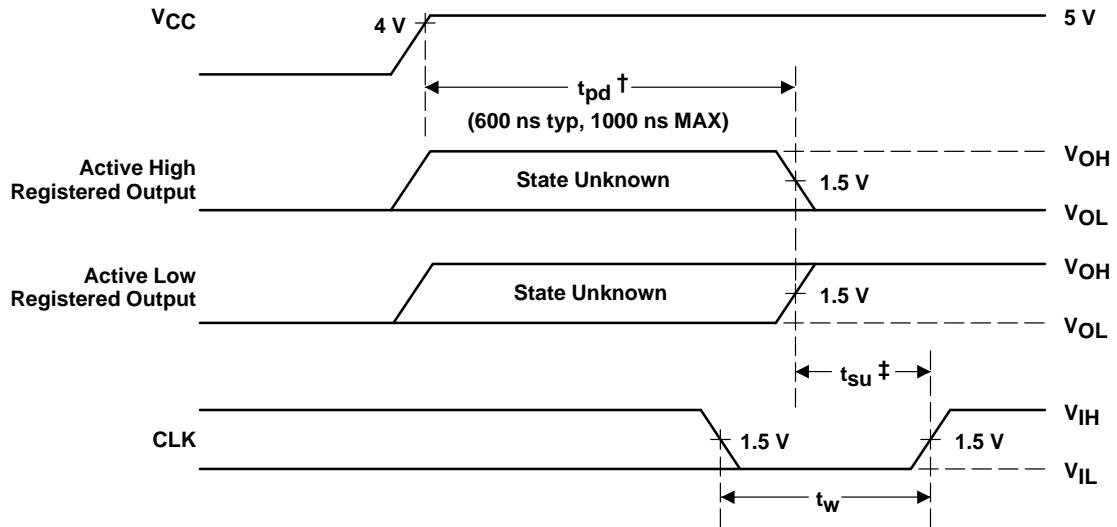 VCC
4 V
5 V
tpd †
(600 ns typ, 1000 ns MAX)
Active High
Registered Output
State Unknown
1.5 V
VOH
VOL
Active Low
Registered Output
State Unknown
1.5 V
VOH
VOL
tsu ‡
CLK
1.5 V
1.5 V
VIH
VIL
tw